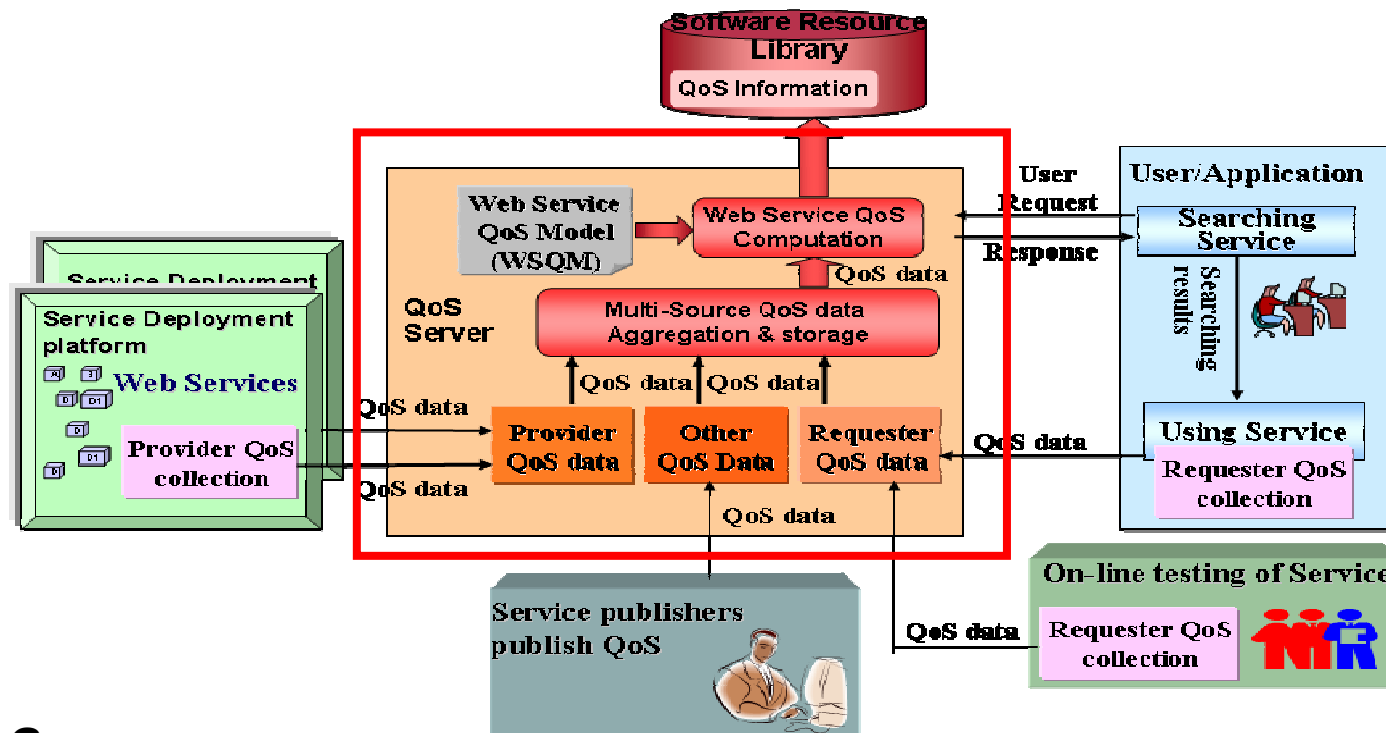 Software Resource
Library
QoS Information
User
Request
Response
User/Application
Searching
Service
Searching
results
Using Service
Requester QoS
collection
QoS data
Web Service
QoS Model
(WSQM)
Web Service QoS
Computation
QoS data
QoS
Server
Multi-Source QoS data
Aggregation & storage
QoS data
QoS data
Provider
QoS data
Other
QoS Data
Requester
QoS data
Service Deployment
Service Deployment
platform
Web Services
D
D1
D
D1
D
Provider QoS
collection
QoS data
QoS data
QoS data
Service publishers
publish QoS
On-line testing of Service
Requester QoS
collection
QoS data